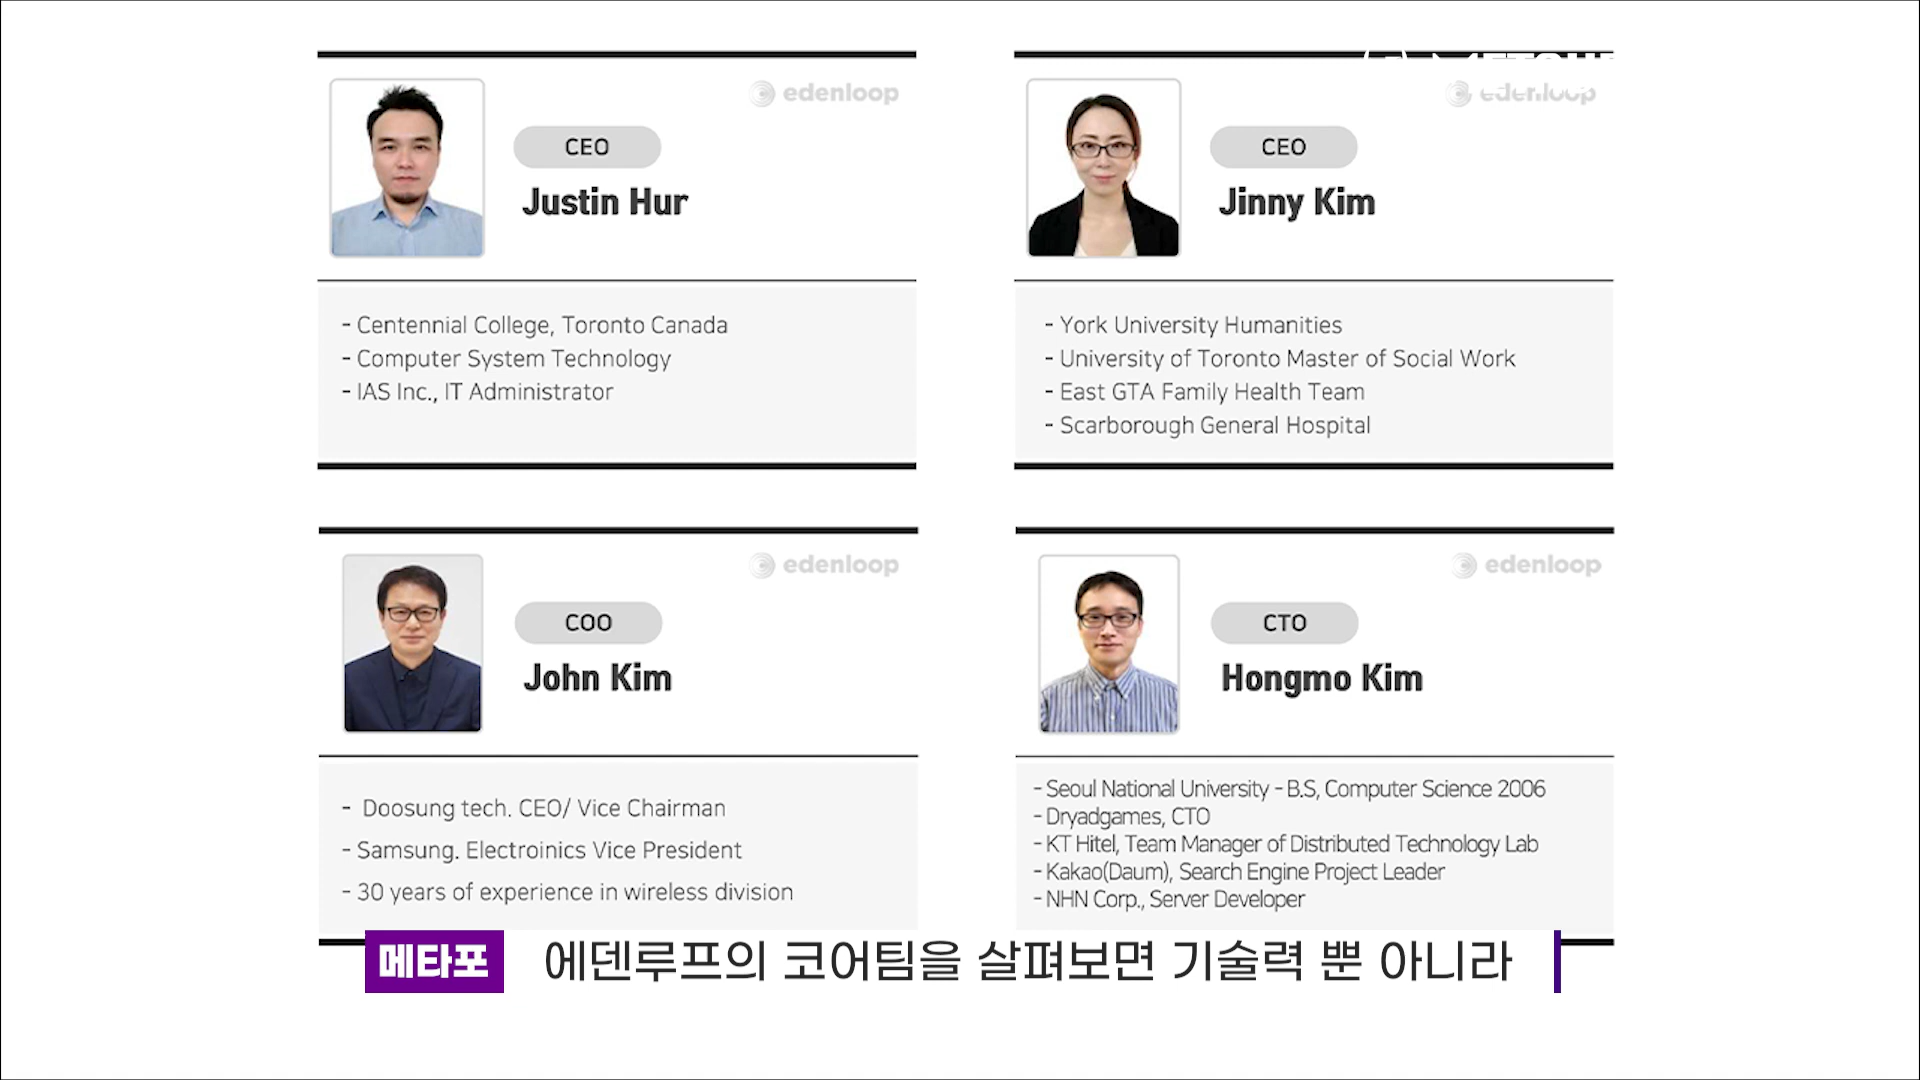 edenloop
CEO
Justin Hur
- Centennial College, Toronto Canada
- Computer System Technology
- IAS Inc., IT Administrator
edenloop
CEO
Jinny Kim
- York University Humanities
- University of Toronto Master of Social Work
- East GTA Family Health Team
- Scarborough General Hospital
edenloop
COO
John Kim
- Doosung tech. CEO/ Vice Chairman
- Samsung. Electroinics Vice President
- 30 years of experience in wireless division
edenloop
CTO
Hongmo Kim
- Seoul National University - B.S, Computer Science 2006
- Dryadgames, CTO
- KT Hitel, Team Manager of Distributed Technology Lab
- Kakao(Daum), Search Engine Project Leader
- NHN Corp., Server Developer
메타포 에덴루프의 코어팀을 살펴보면 기술력 뿐 아니라